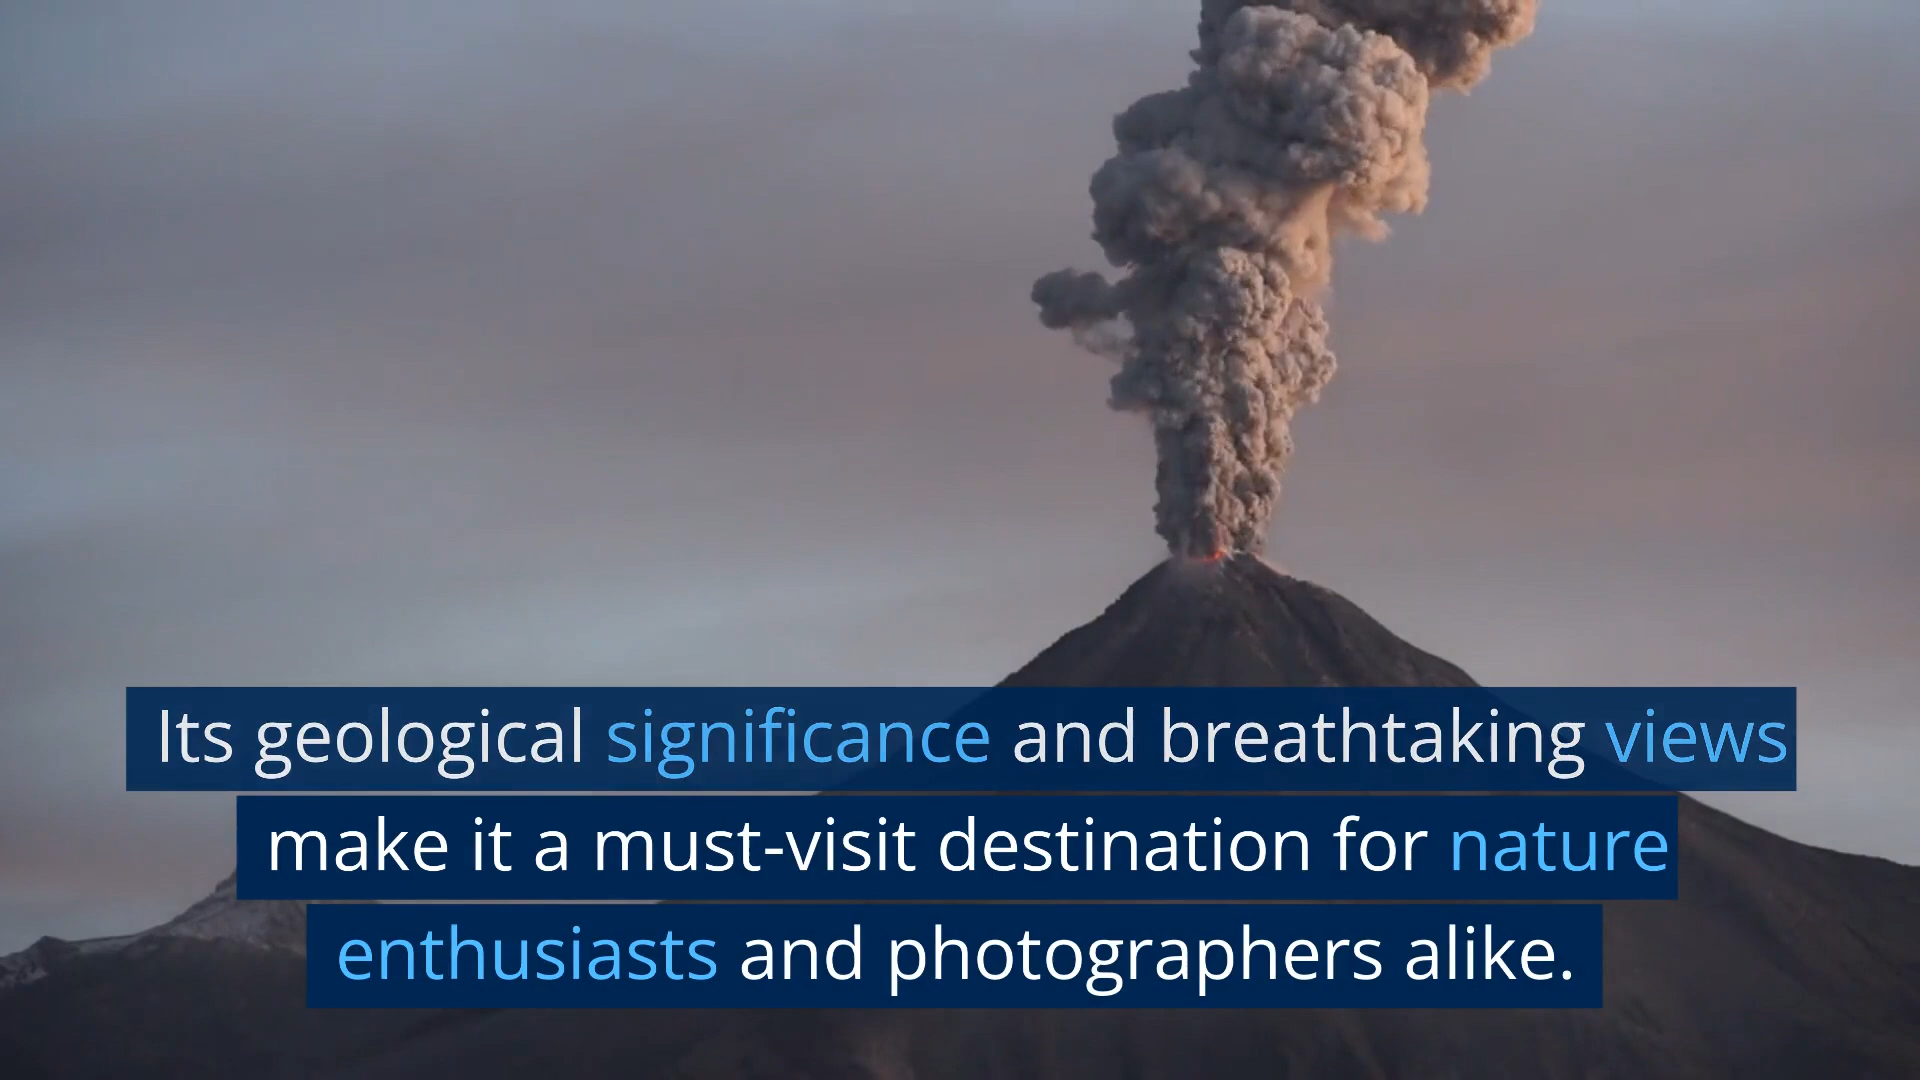 Its geological significance and breathtaking views
make it a must-visit destination for nature
enthusiasts and photographers alike.